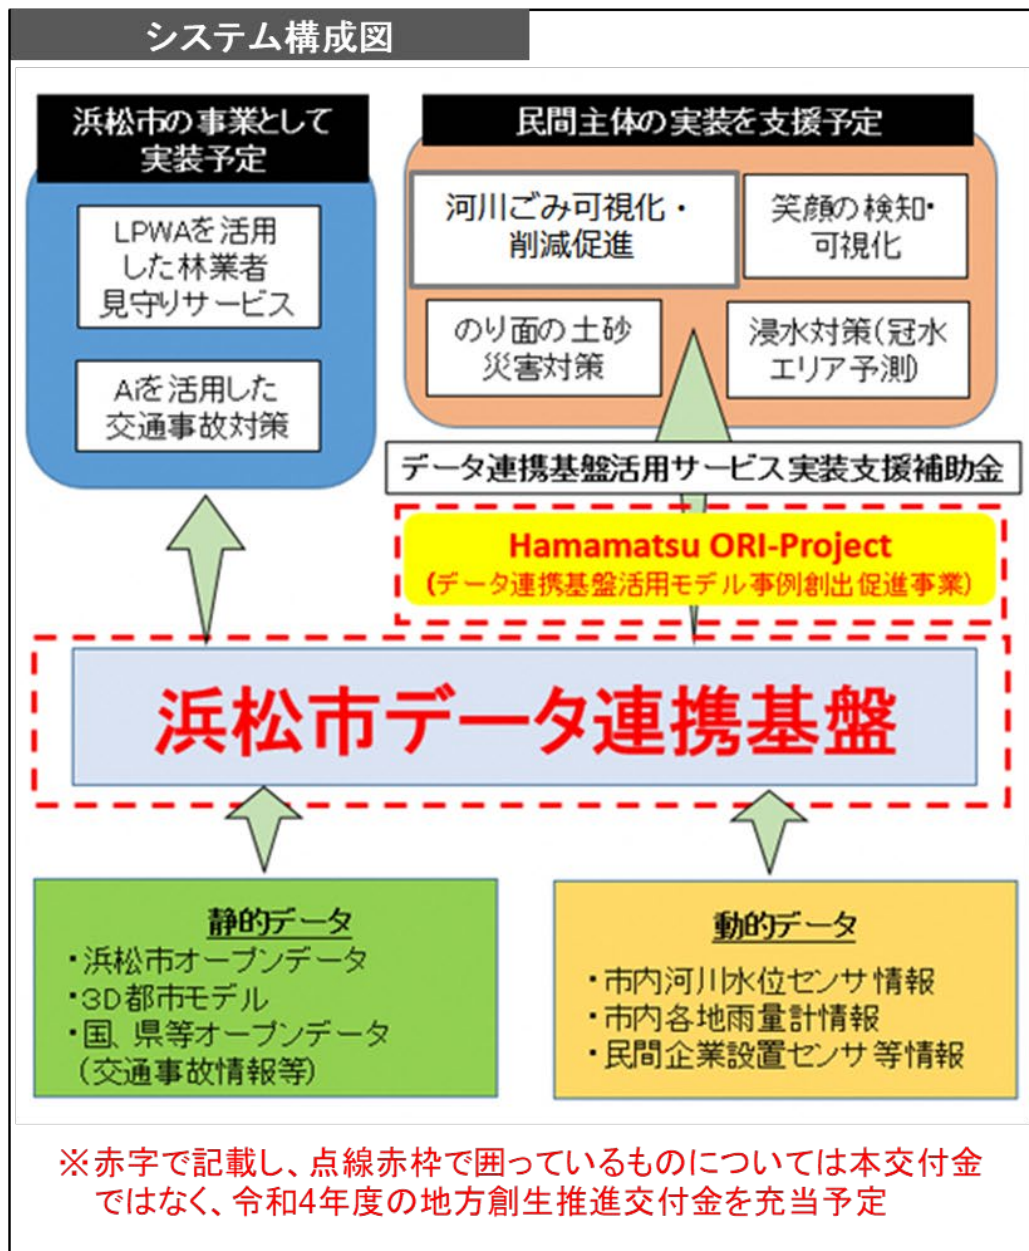 システム構成図
浜松市の事業として
実装予定
LPWAを活用
した林業者
見守りサービス
Aiを活用した
交通事故対策
民間主体の実装を支援予定
河川ごみ可視化・
削減促進
笑顔の検知・
可視化
のり面の土砂
災害対策
浸水対策(冠水
エリア予測)
データ連携基盤活用サービス実装支援補助金
Hamamatsu ORI-Project
(データ連携基盤活用モデル事例創出促進事業)
浜松市データ連携基盤
静的データ
・浜松市オープンデータ
・3D都市モデル
・国、県等オープンデータ
(交通事故情報等)
動的データ
・市内河川水位センサ情報
・市内各地雨量計情報
・民間企業設置センサ等情報
※赤字で記載し、点線赤枠で囲っているものについては本交付金
ではなく、令和4年度の地方創生推進交付金を充当予定